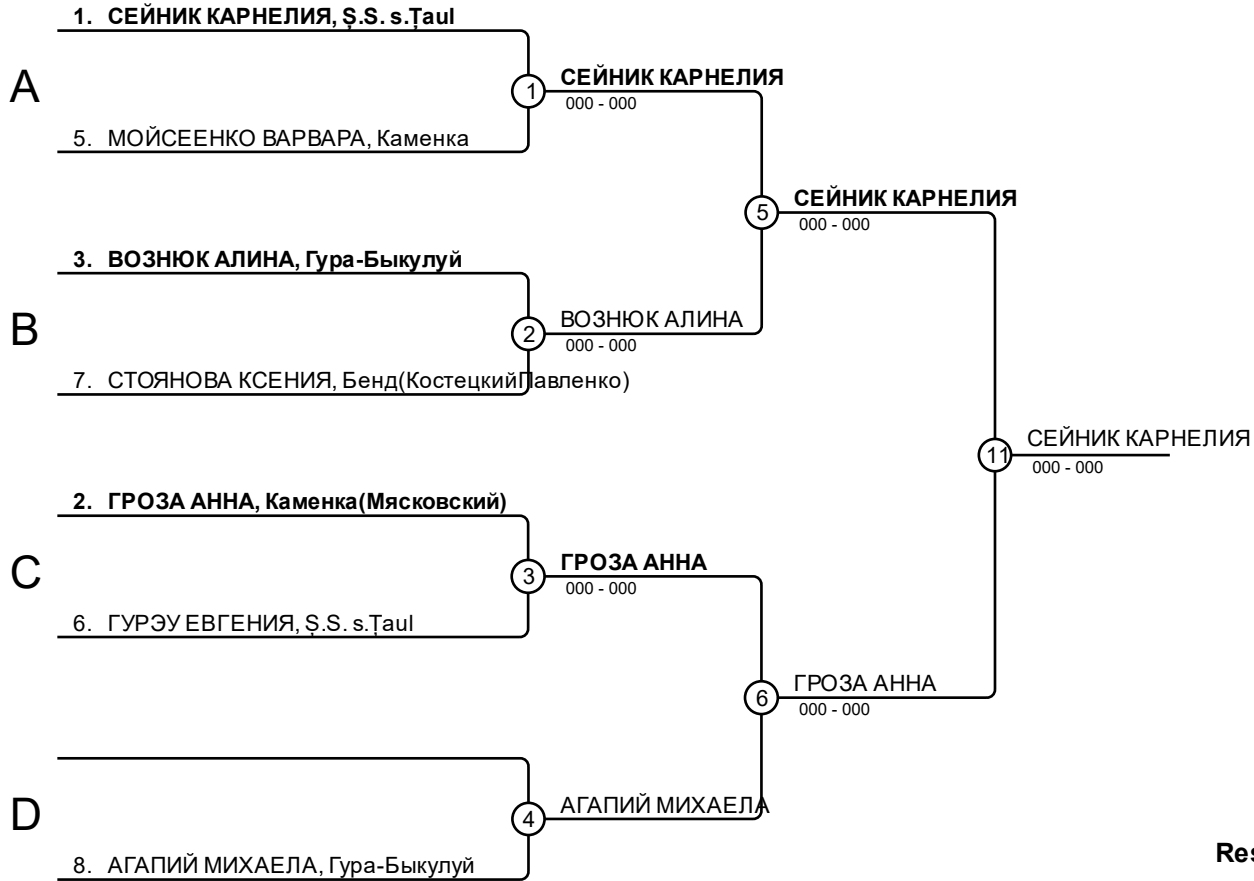 1. СЕЙНИК КАРНЕЛИЯ, Ș.S. s.Țaul
A
1
СЕЙНИК КАРНЕЛИЯ
000 - 000
5. МОЙСЕЕНКО ВАРВАРА, Каменка
5
СЕЙНИК КАРНЕЛИЯ
000 - 000
3. ВОЗНЮК АЛИНА, Гура-Быкулуй
B
2
ВОЗНЮК АЛИНА
000 - 000
7. СТОЯНОВА КСЕНИЯ, Бенд(КостецкийПавленко)
11
СЕЙНИК КАРНЕЛИЯ
000 - 000
2. ГРОЗА АННА, Каменка(Мясковский)
C
3
ГРОЗА АННА
000 - 000
6. ГУРЭУ ЕВГЕНИЯ, Ș.S. s.Țaul
6
ГРОЗА АННА
000 - 000
D
4
АГАПИЙ МИХАЕЛА
8. АГАПИЙ МИХАЕЛА, Гура-Быкулуй
Res